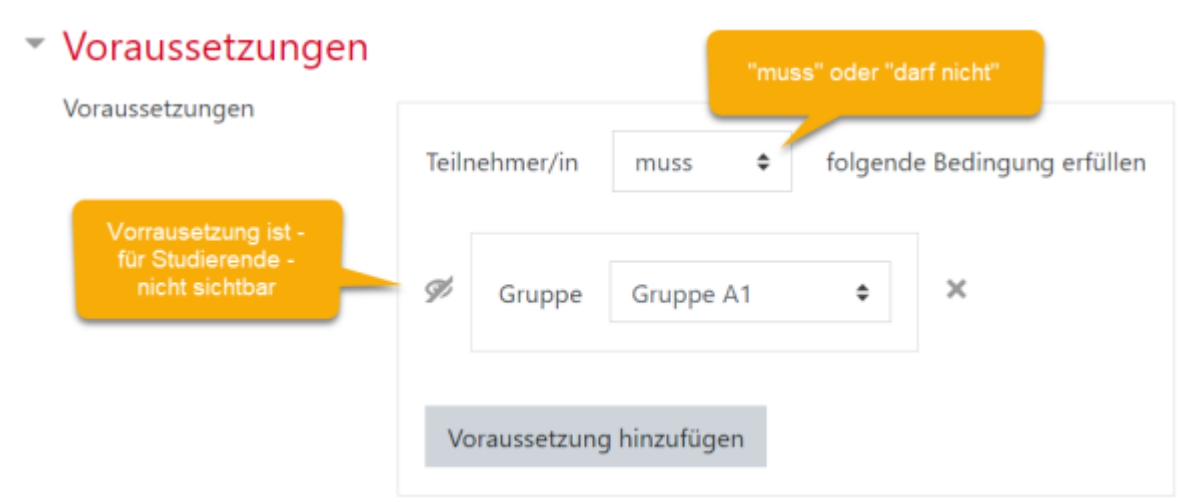 Voraussetzungen
"muss" oder "darf nicht"
Voraussetzungen
Teilnehmer/in muss folgende Bedingung erfüllen
Vorrausetzung ist -
für Studierende -
nicht sichtbar
Gruppe Gruppe A1
Voraussetzung hinzufügen